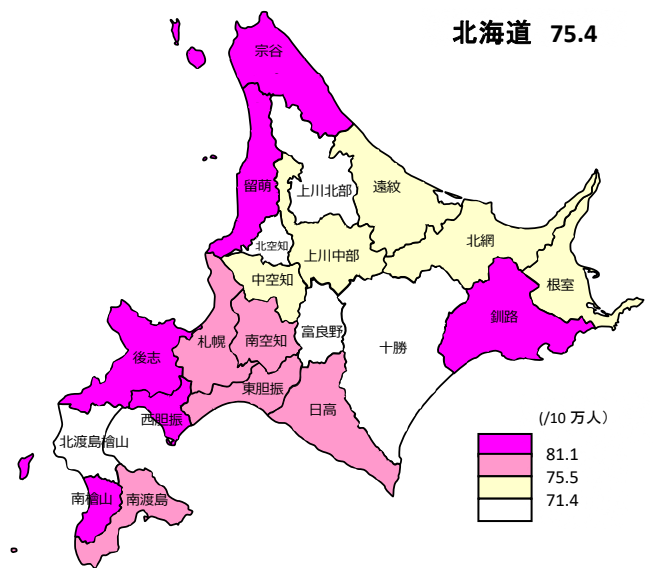 北海道 75.4
宗谷
留萌
上川北部
遠紋
北空知
上川中部
北網
中空知
根室
釧路
札幌
南空知
富良野
十勝
後志
東胆振
日高
西胆振
北渡島檜山
南檜山
南渡島
(/10 万人)
81.1
75.5
71.4